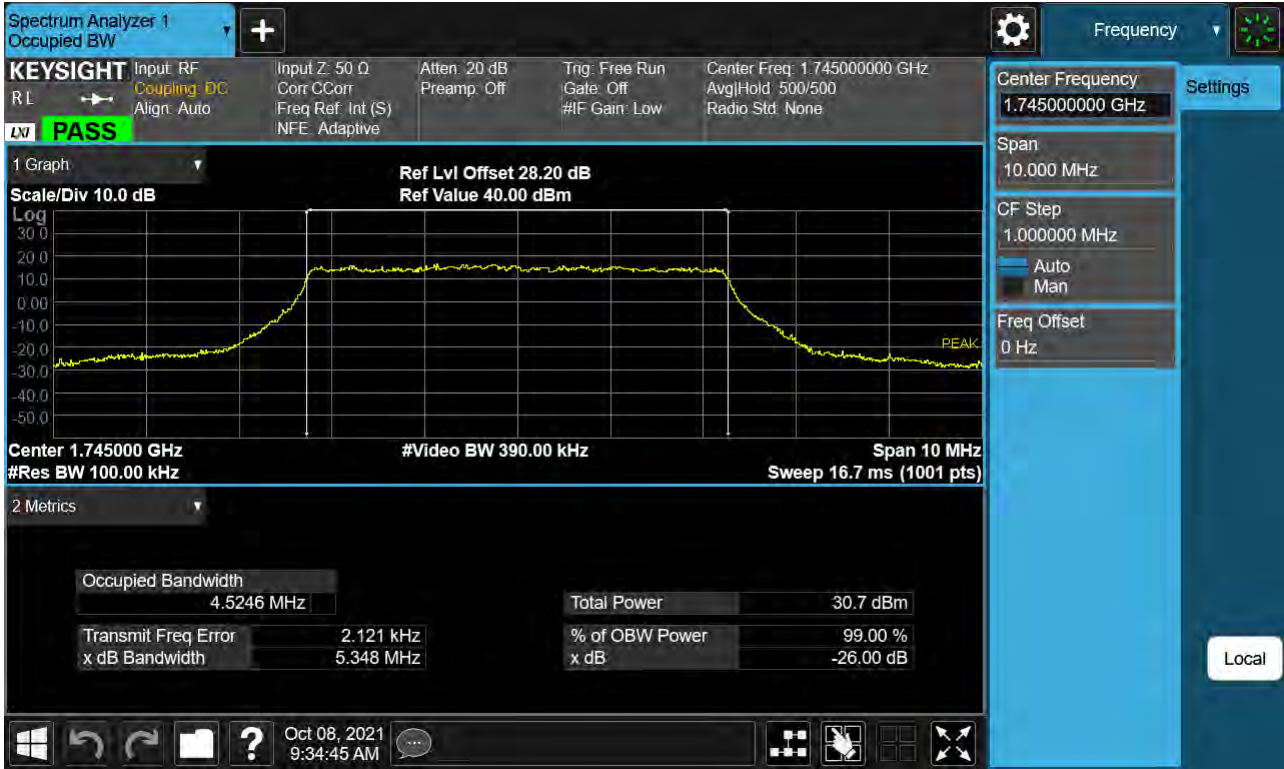 Spectrum Analyzer 1
Occupied BW
+
Frequency
KEYSIGHT
R L
LXI
PASS
Input: RF
Coupling: DC
Align: Auto
Input Z: 50 Ω
Corr CCorr
Freq Ref: Int (S)
NFE: Adaptive
Atten: 20 dB
Preamp: Off
Trig: Free Run
Gate: Off
#IF Gain: Low
Center Freq: 1.745000000 GHz
Avg|Hold: 500/500
Radio Std: None
Center Frequency
1.745000000 GHz
Settings
Span
10.000 MHz
CF Step
1.000000 MHz
Auto
Man
Freq Offset
0 Hz
1 Graph
Scale/Div 10.0 dB
Ref Lvl Offset 28.20 dB
Ref Value 40.00 dBm
Log
30.0
20.0
10.0
0.00
-10.0
-20.0
-30.0
-40.0
-50.0
PEAK
Center 1.745000 GHz
#Video BW 390.00 kHz
Span 10 MHz
#Res BW 100.00 kHz
Sweep 16.7 ms (1001 pts)
2 Metrics
Occupied Bandwidth
4.5246 MHz
Total Power 30.7 dBm
Transmit Freq Error 2.121 kHz
% of OBW Power 99.00 %
x dB Bandwidth 5.348 MHz
x dB -26.00 dB
Local
?
Oct 08, 2021
9:34:45 AM